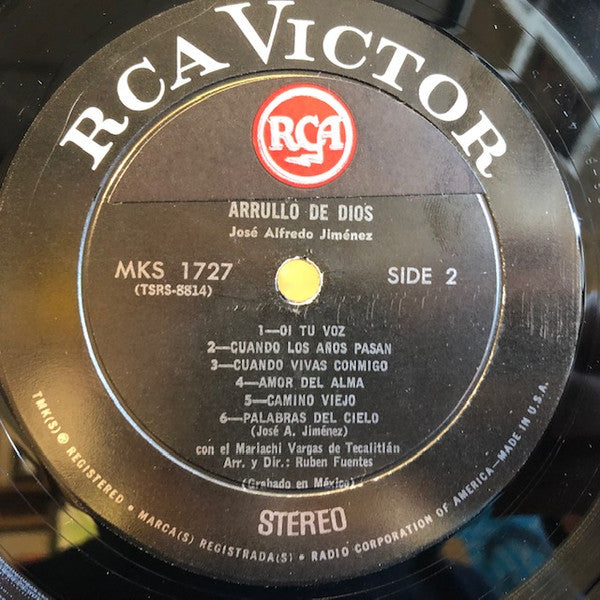 RCA VICTOR
RCA
ARRULLO DE DIOS
José Alfredo Jiménez
MKS 1727
(TSRS-8814)
SIDE 2
1—OI TU VOZ
2—CUANDO LOS AÑOS PASAN
3—CUANDO VIVAS CONMIGO
4—AMOR DEL ALMA
5—CAMINO VIEJO
6—PALABRAS DEL CIELO
(José A. Jiménez)
con el Mariachi Vargas de Tecalitlán
Arr. y Dir.: Ruben Fuentes
(Grabado en México)
STEREO
TMK(S) ® REGISTERED • MARCA(S) REGISTRADA(S) • RADIO CORPORATION OF AMERICA—MADE IN U.S.A.